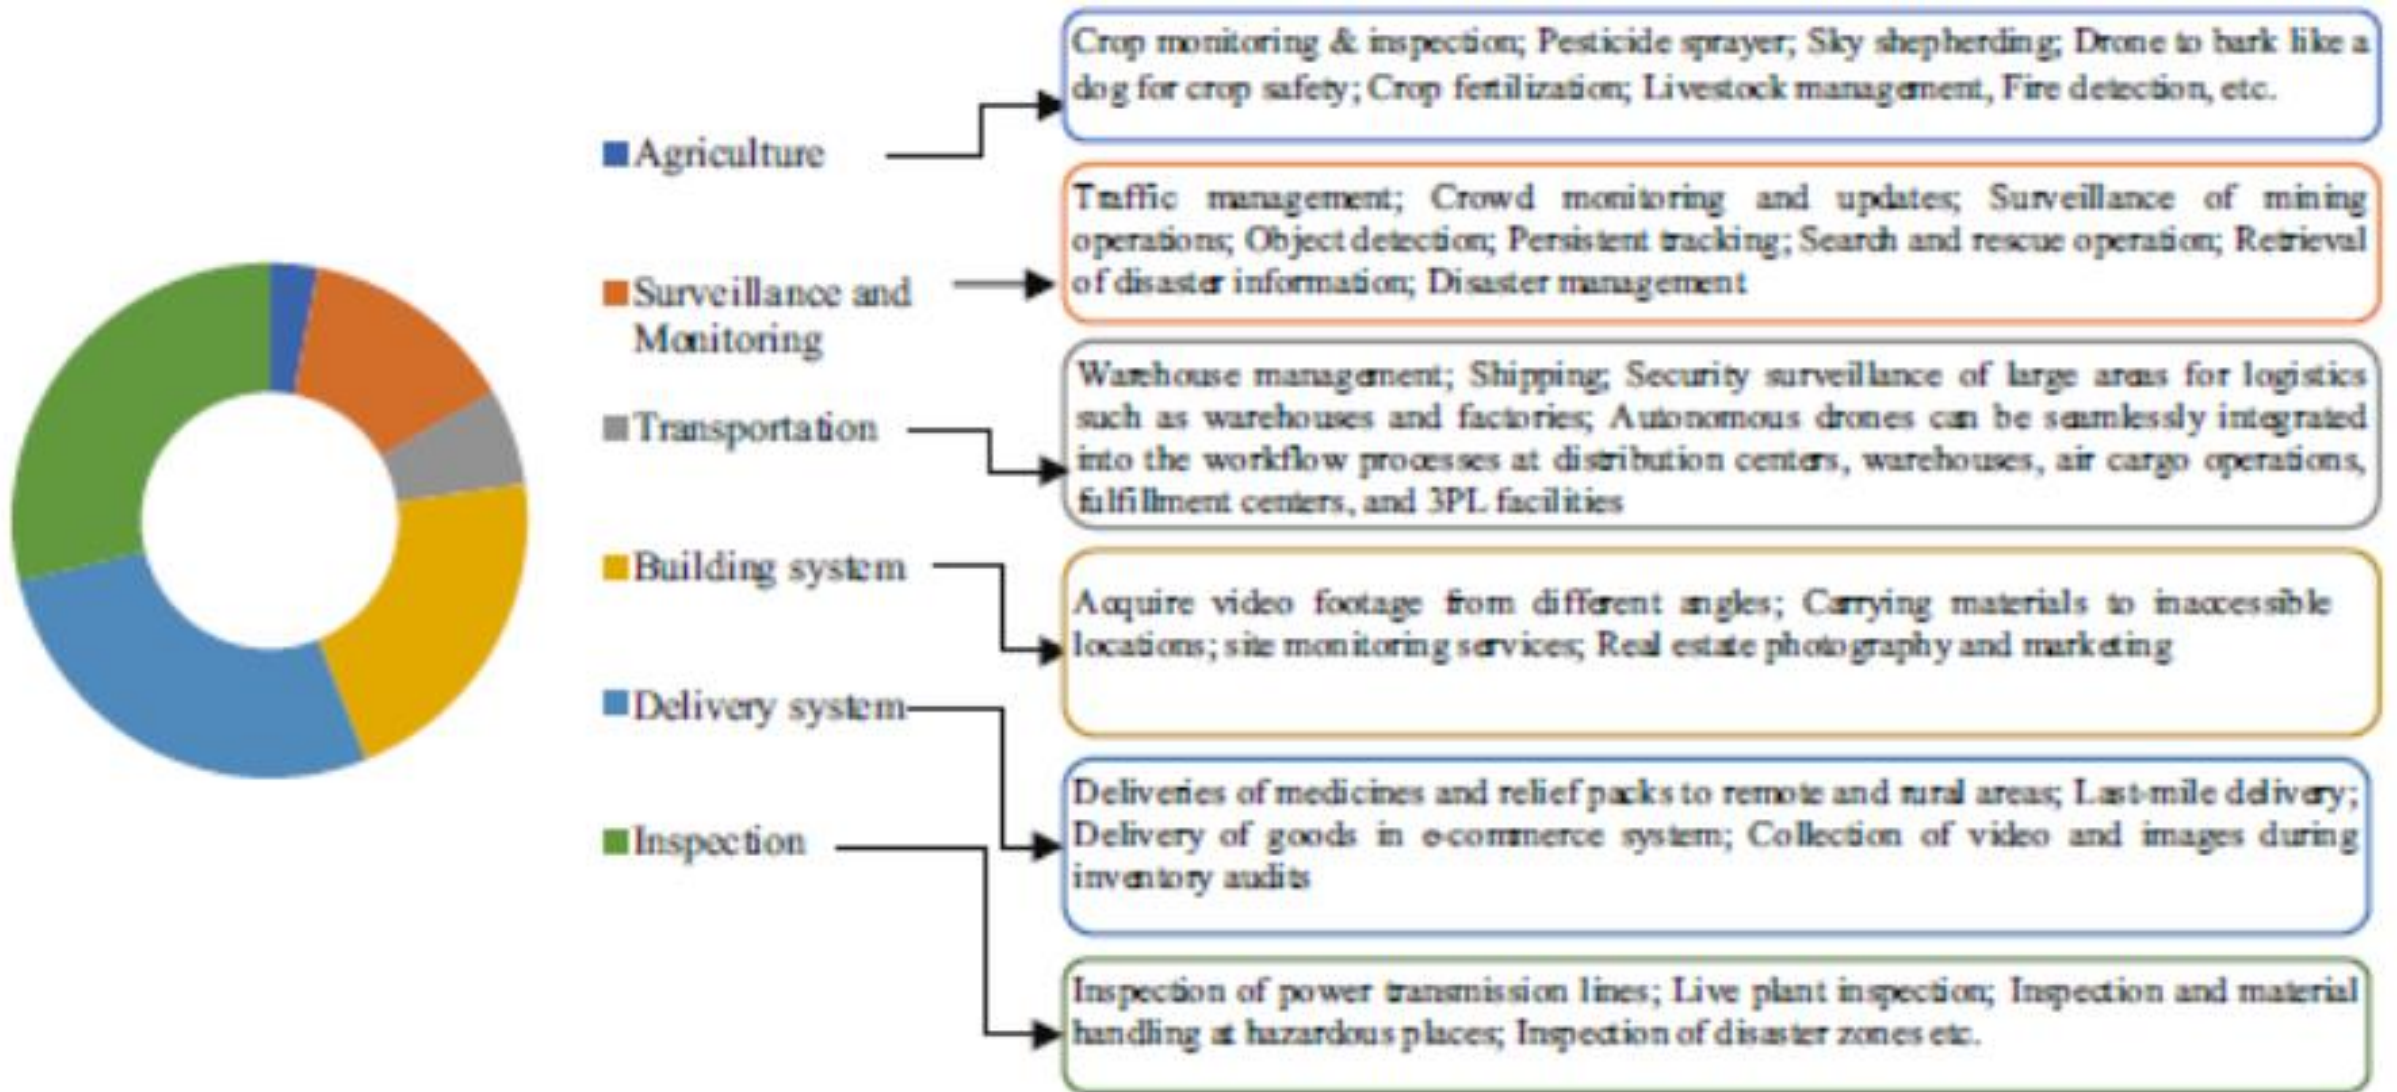 Crop monitoring & inspection; Pesticide sprayer; Sky shepherding; Drone to bark like a
dog for crop safety; Crop fertilization; Livestock management, Fire detection, etc.
Agriculture
Traffic management; Crowd monitoring and updates; Surveillance of mining
operations; Object detection; Persistent tracking; Search and rescue operation; Retrieval
of disaster information; Disaster management
Surveillance and
Monitoring
Warehouse management; Shipping; Security surveillance of large areas for logistics
such as warehouses and factories; Autonomous drones can be seamlessly integrated
into the workflow processes at distribution centers, warehouses, air cargo operations,
fulfillment centers, and 3PL facilities
Transportation
Building system
Acquire video footage from different angles; Carrying materials to inaccessible
locations; site monitoring services; Real estate photography and marketing
Delivery system
Deliveries of medicines and relief packs to remote and rural areas; Last-mile delivery;
Delivery of goods in e-commerce system; Collection of video and images during
inventory audits
Inspection
Inspection of power transmission lines; Live plant inspection; Inspection and material
handling at hazardous places; Inspection of disaster zones etc.